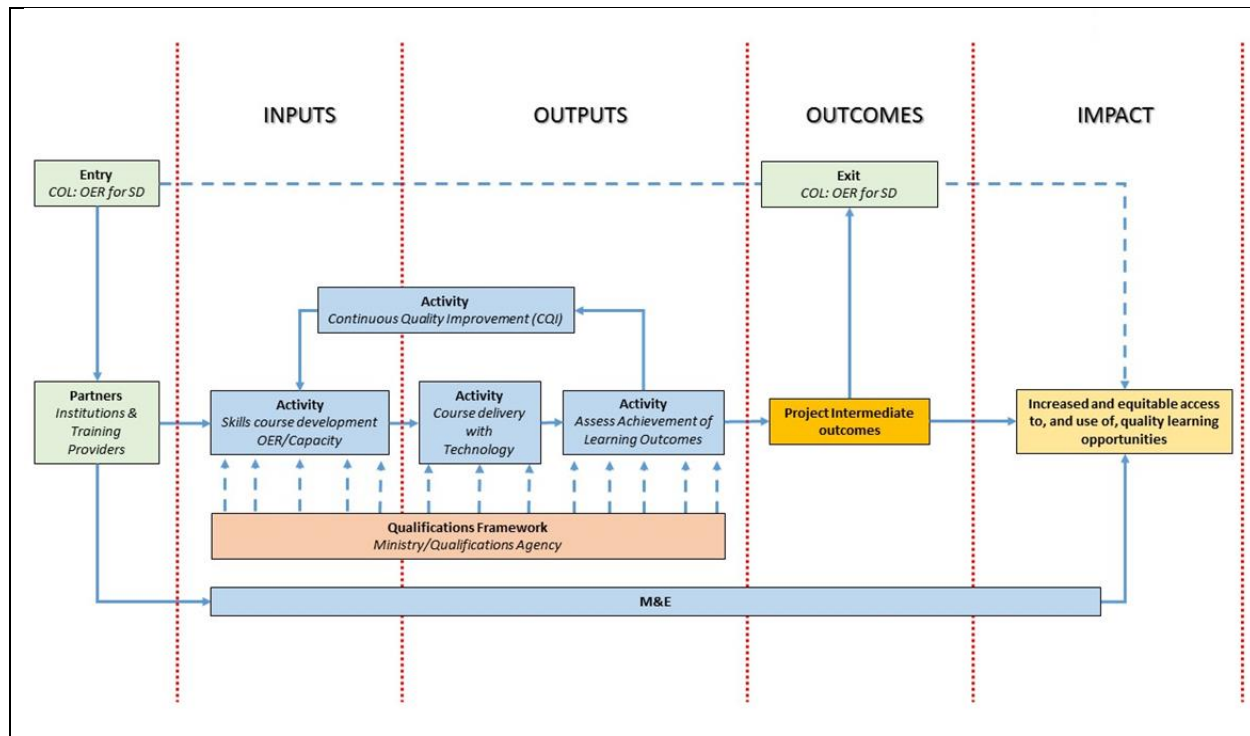 INPUTS
OUTPUTS
OUTCOMES
IMPACT
Entry
COL: OER for SD
Exit
COL: OER for SD
Activity
Continuous Quality Improvement (CQI)
Partners
Institutions &
Training
Providers
Activity
Skills course development
OER/Capacity
Activity
Course delivery
with
Technology
Activity
Assess Achievement of
Learning Outcomes
Project Intermediate
outcomes
Increased and equitable access
to, and use of, quality learning
opportunities
Qualifications Framework
Ministry/Qualifications Agency
M&E